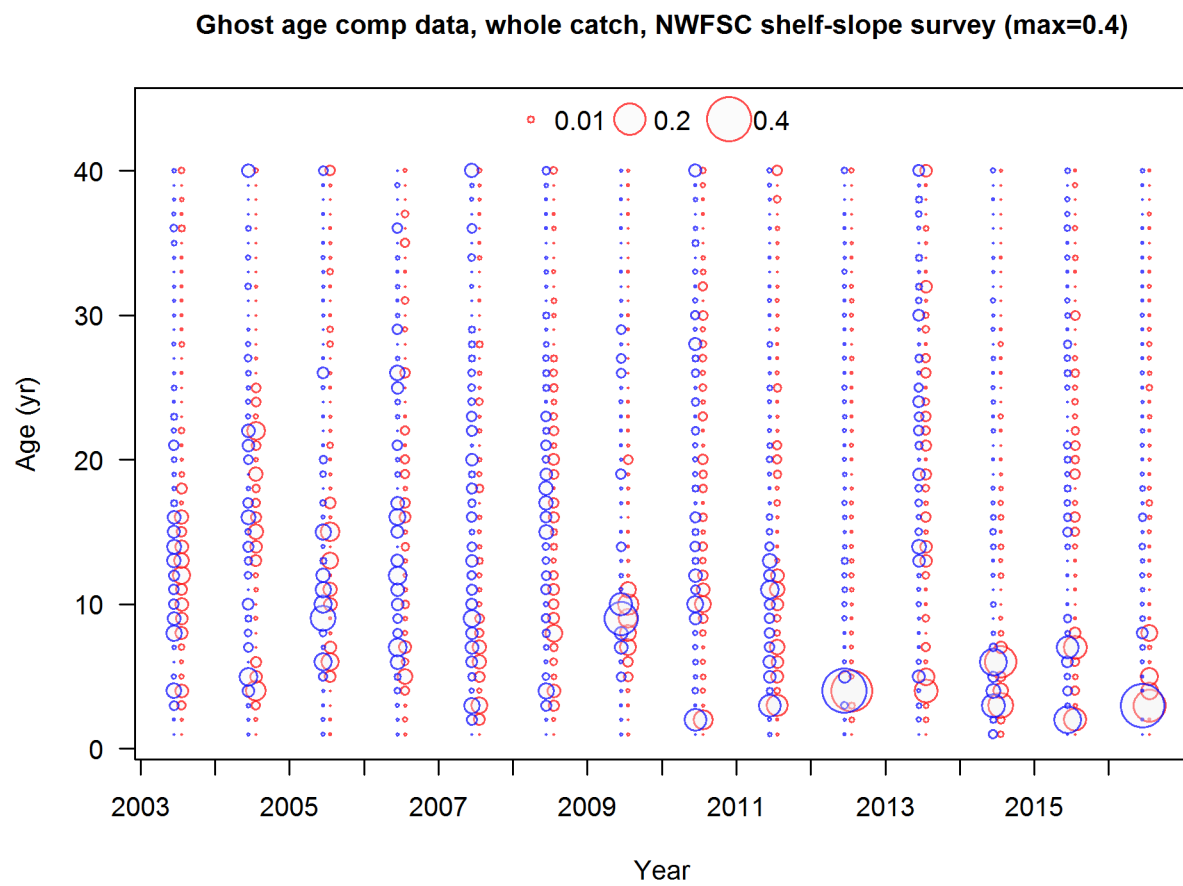 Ghost age comp data, whole catch, NWFSC shelf-slope survey (max=0.4)
0.01 0.2 0.4
40
30
20
10
0
Age (yr)
2003 2005 2007 2009 2011 2013 2015
Year